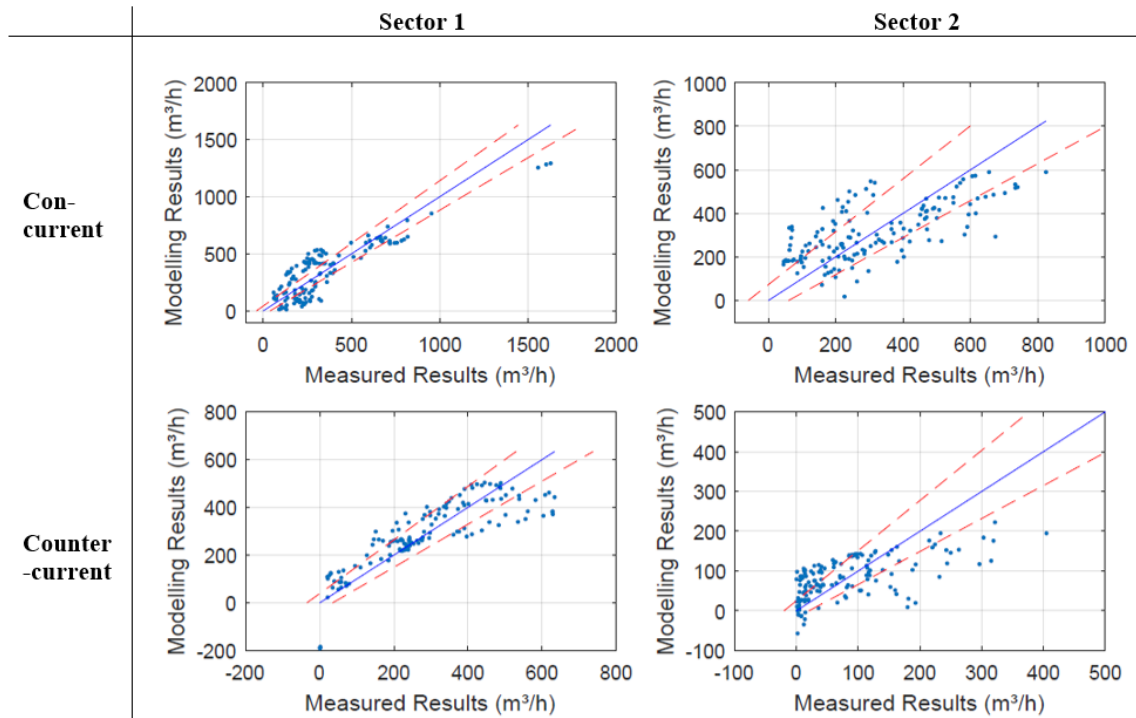 Sector 1
Sector 2
Con-
current
Modelling Results (m³/h)
2000
1500
1000
500
0
0 500 1000 1500 2000
Measured Results (m³/h)
Modelling Results (m³/h)
1000
800
600
400
200
0
0 200 400 600 800 1000
Measured Results (m³/h)
Counter
-current
Modelling Results (m³/h)
800
600
400
200
0
-200
-200 0 200 400 600 800
Measured Results (m³/h)
Modelling Results (m³/h)
500
400
300
200
100
0
-100
-100 0 100 200 300 400 500
Measured Results (m³/h)